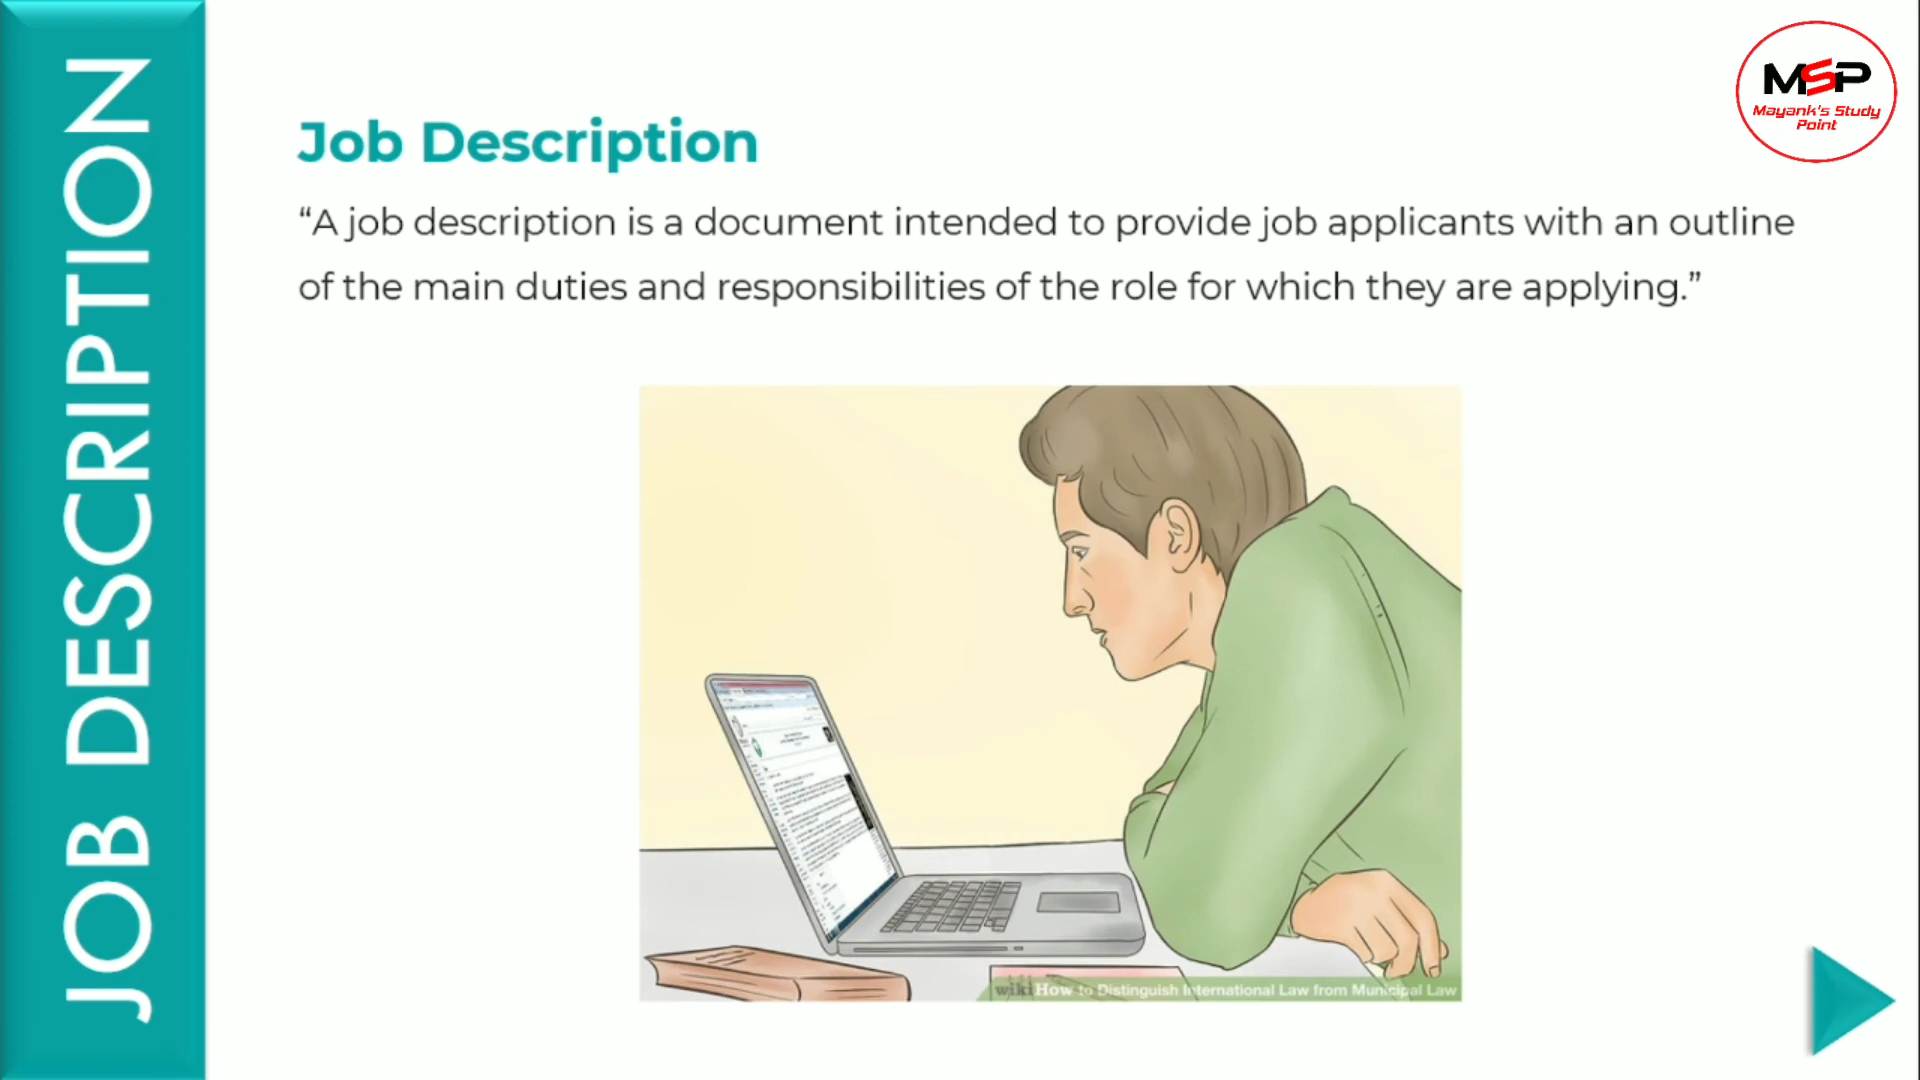 JOB DESCRIPTION
MSP
Mayank's Study
Point
Job Description
“A job description is a document intended to provide job applicants with an outline
of the main duties and responsibilities of the role for which they are applying.”
wikiHow to Distinguish International Law from Municipal Law